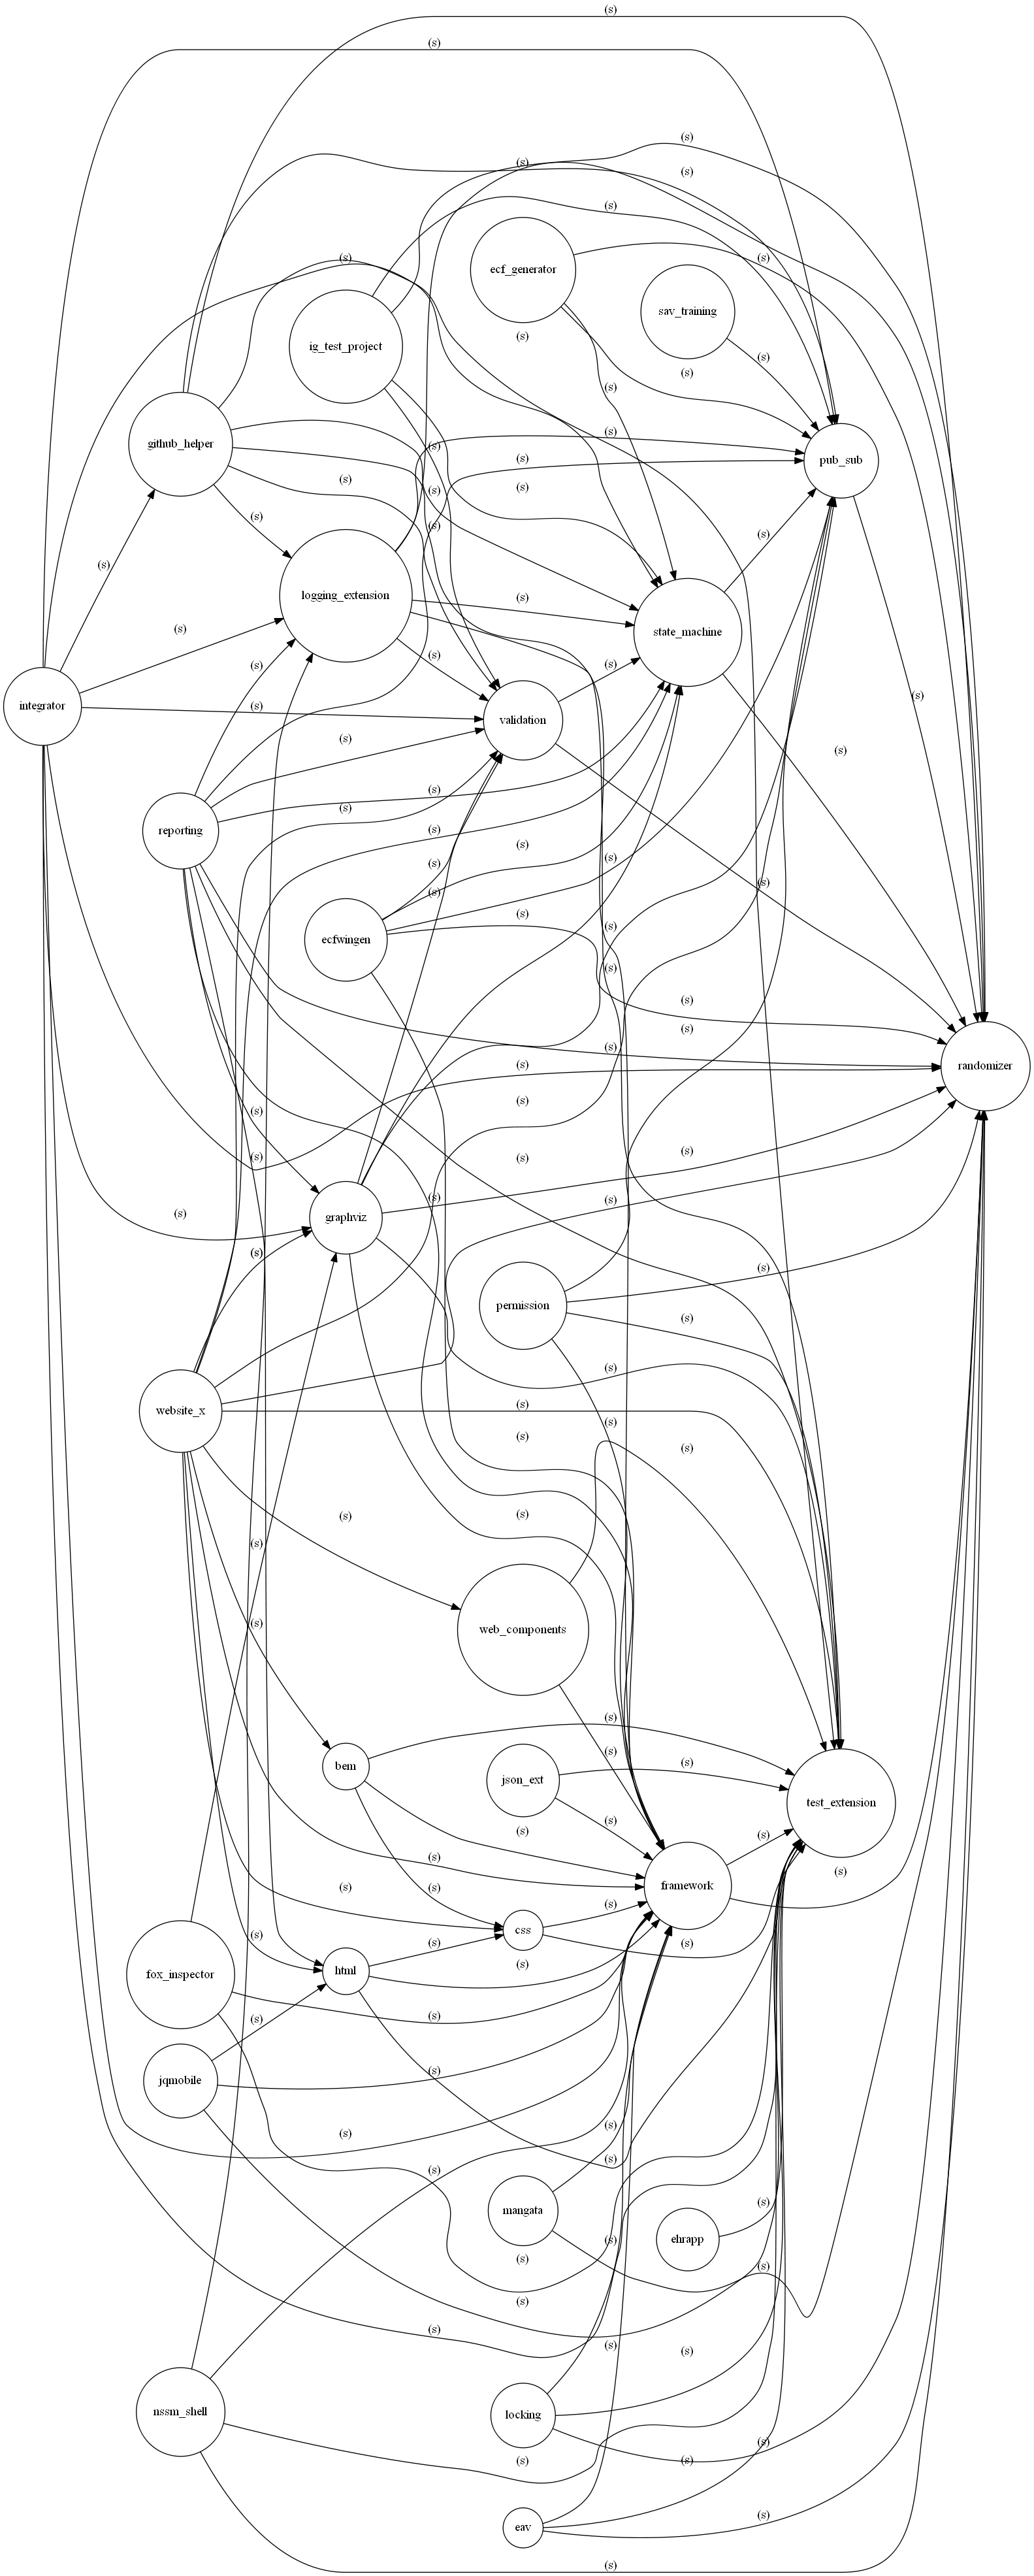 (s)
(s)
(s)
(s)
(s)
(s)
ecf_generator
(s)
(s)
sav_training
(s)
ig_test_project
(s)
(s)
(s)
(s)
github_helper
(s)
(s)
(s)
pub_sub
(s)
(s)
(s)
(s)
(s)
(s)
(s)
logging_extension
(s)
(s)
state_machine
(s)
(s)
(s)
integrator
(s)
(s)
validation
(s)
(s)
(s)
(s)
reporting
(s)
(s)
(s)
(s)
(s)
(s)
ecfwingen
(s)
(s)
(s)
(s)
(s)
(s)
(s)
randomizer
(s)
(s)
(s)
(s)
(s)
(s)
(s)
(s)
graphviz
(s)
(s)
permission
(s)
(s)
(s)
website_x
(s)
(s)
(s)
(s)
(s)
(s)
(s)
web_components
(s)
(s)
(s)
bem
(s)
json_ext
test_extension
(s)
(s)
(s)
(s)
(s)
framework
(s)
(s)
(s)
css
(s)
(s)
(s)
(s)
html
fox_inspector
(s)
(s)
jqmobile
(s)
(s)
(s)
(s)
(s)
(s)
mangata
ehrapp
(s)
(s)
(s)
(s)
(s)
(s)
(s)
nssm_shell
locking
(s)
(s)
(s)
(s)
eav
(s)